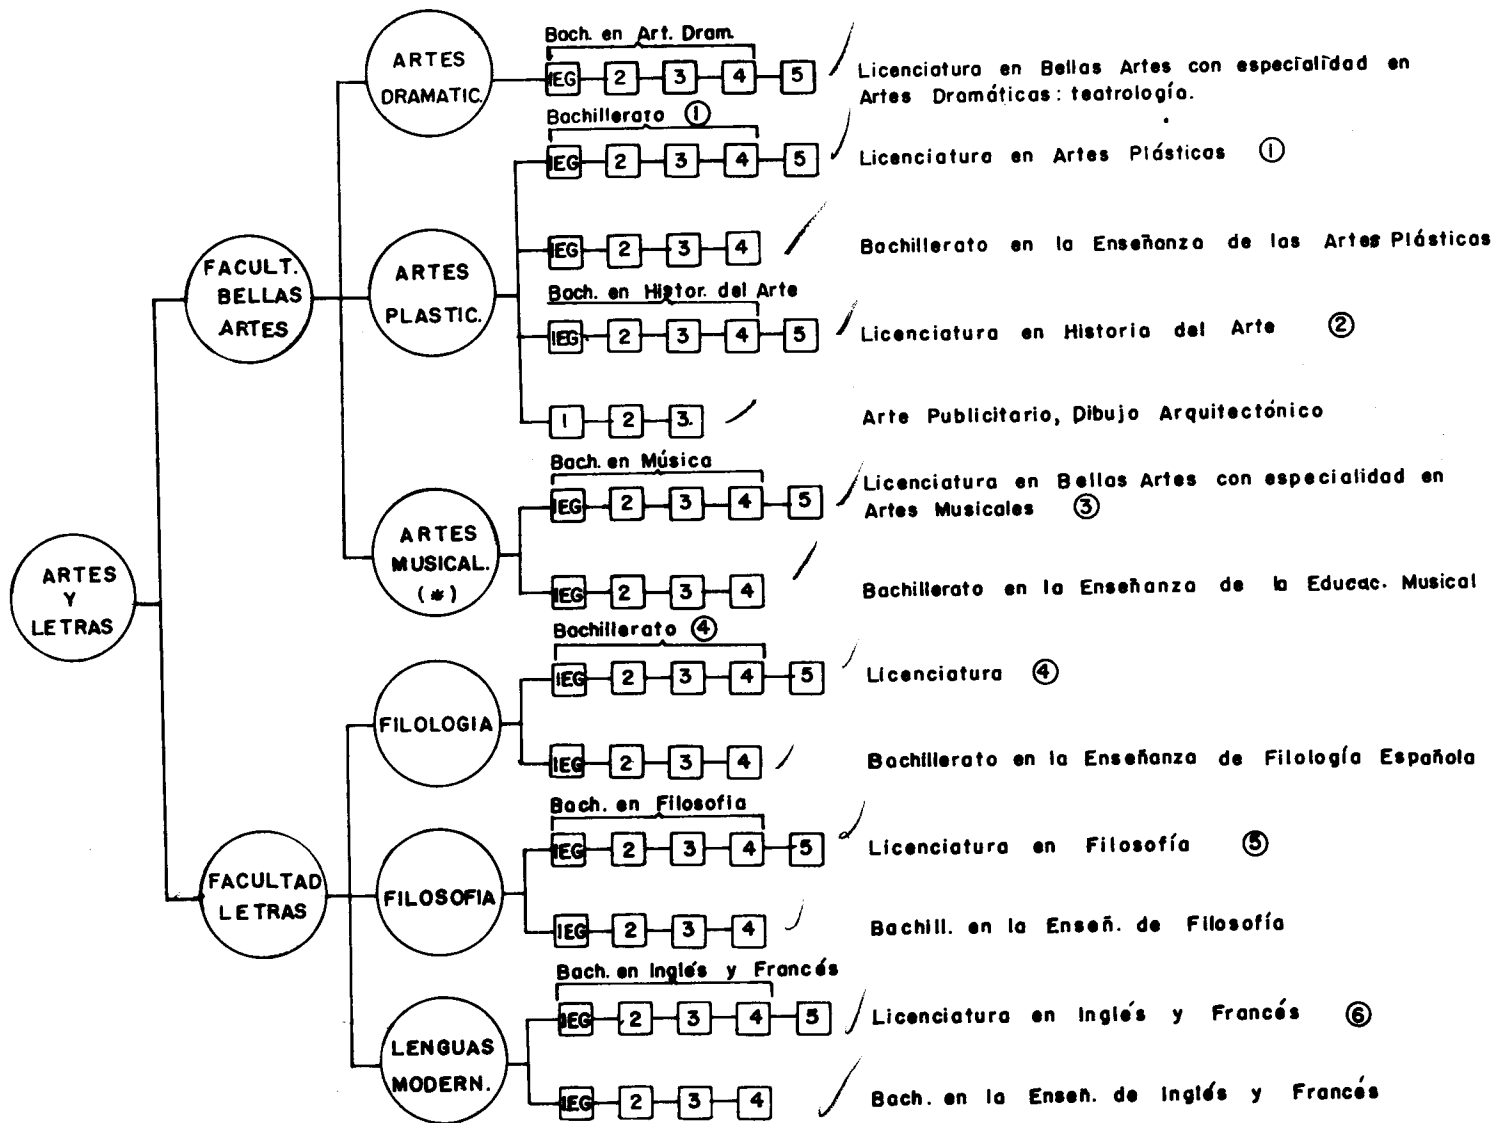 Bach. en Art. Dram.
ARTES
DRAMATIC.
IEG 2 3 4 5
Licenciatura en Bellas Artes con especialidad en
Artes Dramáticas: teatrología.
Bachillerato ①
IEG 2 3 4 5
Licenciatura en Artes Plásticas ①
FACULT.
BELLAS
ARTES
ARTES
PLASTIC.
IEG 2 3 4
Bachillerato en la Enseñanza de las Artes Plásticas
Bach. en Histor. del Arte
IEG 2 3 4 5
Licenciatura en Historia del Arte ②
1 2 3.
Arte Publicitario, Dibujo Arquitectónico
Bach. en Música
IEG 2 3 4 5
Licenciatura en Bellas Artes con especialidad en
Artes Musicales ③
ARTES
MUSICAL.
(*)
IEG 2 3 4
Bachillerato en la Enseñanza de la Educac. Musical
ARTES
Y
LETRAS
Bachillerato ④
IEG 2 3 4 5
Licenciatura ④
FILOLOGIA
IEG 2 3 4
Bachillerato en la Enseñanza de Filología Española
Bach. en Filosofia
IEG 2 3 4 5
Licenciatura en Filosofía ⑤
FACULTAD
LETRAS
FILOSOFIA
IEG 2 3 4
Bachill. en la Enseñ. de Filosofía
Bach. en Inglés y Francés
IEG 2 3 4 5
Licenciatura en Inglés y Francés ⑥
LENGUAS
MODERN.
IEG 2 3 4
Bach. en la Enseñ. de Inglés y Francés